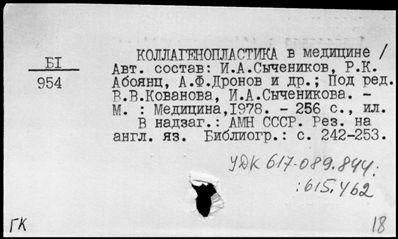 КОЛЛАГЕНОПЛАСТИКА в медицине /
БI
954
Авт. состав: И.А.Сычеников, Р.К.
Абоянц, А.Ф.Дронов и др.; Под ред.
В.В.Кованова, И.А.Сыченикова. -
М. : Медицина,1978. - 256 с., ил.
В надзаг.: АМН СССР. Рез. на
англ. яз. Библиогр.: с. 242-253.
УДК 617-089.844:
:615.462
ГК
18